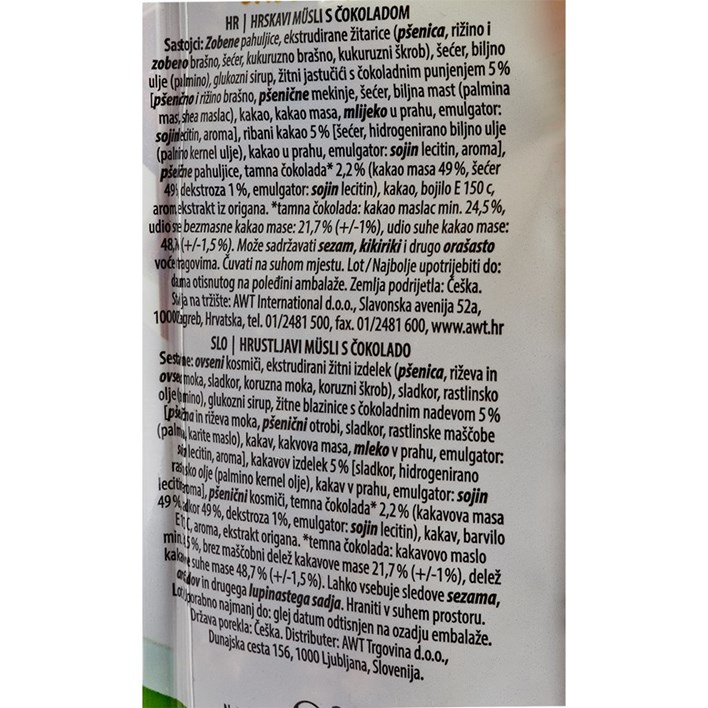 HR | HRSKAVI MÜSLI S ČOKOLADOM
Sastojci: Zobene pahuljice, ekstrudirane žitarice (pšenica, rižino i
zobeno brašno, šećer, kukuruzno brašno, kukuruzni škrob), šećer, biljno
ulje (palmino), glukozni sirup, žitni jastučići s čokoladnim punjenjem 5%
[pšenično i rižino brašno, pšenične mekinje, šećer, biljna mast (palmina
mast, shea maslac), kakao, kakao masa, mlijeko u prahu, emulgator:
sojin lecitin, aroma], ribani kakao 5% [šećer, hidrogenirano biljno ulje
(palmino kernel ulje), kakao u prahu, emulgator: sojin lecitin, aroma],
pšenične pahuljice, tamna čokolada* 2,2% (kakao masa 49%, šećer
49%, dekstroza 1%, emulgator: sojin lecitin), kakao, bojilo E 150 c,
aroma, ekstrakt iz origana. *tamna čokolada: kakao maslac min. 24,5%,
udio suhe bezmasne kakao mase: 21,7% (+/-1%), udio suhe kakao mase:
(+/-1,5%). Može sadržavati sezam, kikiriki i drugo orašasto
voće u tragovima. Čuvati na suhom mjestu. Lot/Najbolje upotrijebiti do:
datuma otisnutog na poleđini ambalaže. Zemlja podrijetla: Češka.
Stavlja na tržište: AWT International d.o.o., Slavonska avenija 52a,
10000 Zagreb, Hrvatska, tel. 01/2481 500, fax. 01/2481 600, www.awt.hr
SLO | HRUSTLJAVI MÜSLI S ČOKOLADO
Sestavine: ovseni kosmiči, ekstrudirani žitni izdelek (pšenica, riževa in
ovsena moka, sladkor, koruzna moka, koruzni škrob), sladkor, rastlinsko
olje (palmino), glukozni sirup, žitne blazinice s čokoladnim nadevom 5%
[pšenična in riževa moka, pšenični otrobi, sladkor, rastlinske maščobe
(palma, karite maslo), kakav, kakvova masa, mleko v prahu, emulgator:
sojin lecitin, aroma], kakavov izdelek 5% [sladkor, hidrogenirano
rastlinsko olje (palmino kernel olje), kakav v prahu, emulgator: sojin
lecitin, aroma], pšenični kosmiči, temna čokolada* 2,2% (kakavova masa
49%, sladkor 49%, dekstroza 1%, emulgator: sojin lecitin), kakav, barvilo
aroma, ekstrakt origana. *temna čokolada: kakavovo maslo
brez maščobni delež kakavove mase 21,7% (+/-1%), delež
kakavove suhe mase 48,7% (+/-1,5%). Lahko vsebuje sledove sezama,
arašidov in drugega lupinastega sadja. Hraniti v suhem prostoru.
Lot/Uporabno najmanj do: glej datum odtisnjen na ozadju embalaže.
Država porekla: Češka. Distributer: AWT Trgovina d.o.o.,
Dunajska cesta 156, 1000 Ljubljana, Slovenija.